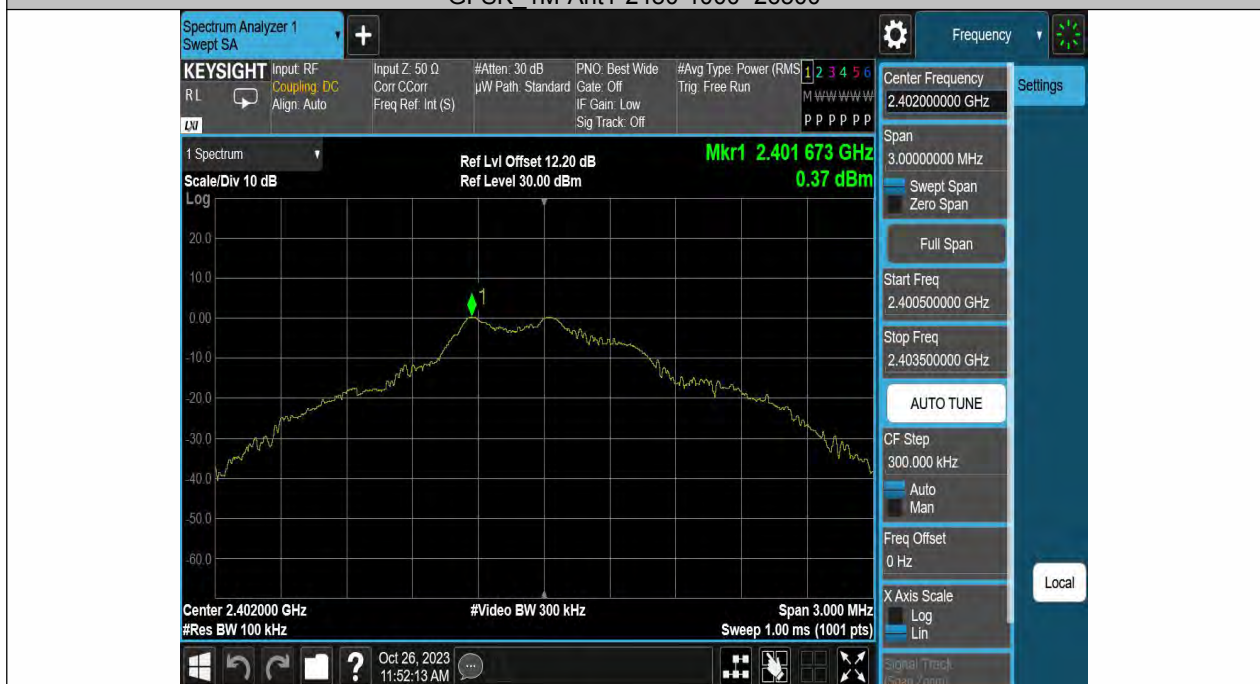 Spectrum Analyzer 1
Swept SA
Frequency
KEYSIGHT
RL
LXI
Input: RF
Coupling: DC
Align: Auto
Input Z: 50 Ω
Corr CCorr
Freq Ref: Int (S)
#Atten: 30 dB
µW Path: Standard
PNO: Best Wide
Gate: Off
IF Gain: Low
Sig Track: Off
#Avg Type: Power (RMS
Trig: Free Run
1 2 3 4 5 6
M W W W W W
P P P P P P
1 Spectrum
Scale/Div 10 dB
Log
Ref Lvl Offset 12.20 dB
Ref Level 30.00 dBm
Mkr1 2.401 673 GHz
0.37 dBm
20.0
10.0
0.00
-10.0
-20.0
-30.0
-40.0
-50.0
-60.0
1
Center 2.402000 GHz
#Res BW 100 kHz
#Video BW 300 kHz
Span 3.000 MHz
Sweep 1.00 ms (1001 pts)
Oct 26, 2023
11:52:13 AM
Center Frequency
2.402000000 GHz
Settings
Span
3.00000000 MHz
Swept Span
Zero Span
Full Span
Start Freq
2.400500000 GHz
Stop Freq
2.403500000 GHz
AUTO TUNE
CF Step
300.000 kHz
Auto
Man
Freq Offset
0 Hz
X Axis Scale
Log
Lin
Signal Track
Local